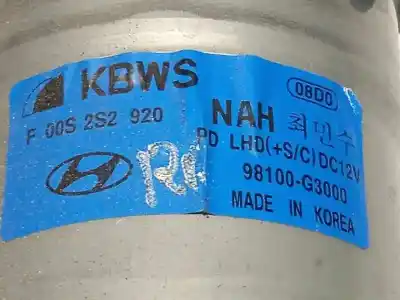 KBWS
08D0
F 00S 2S2 920
NAH 최민수
PD LHD(+S/C)DC12V
98100-G3000
MADE IN KOREA